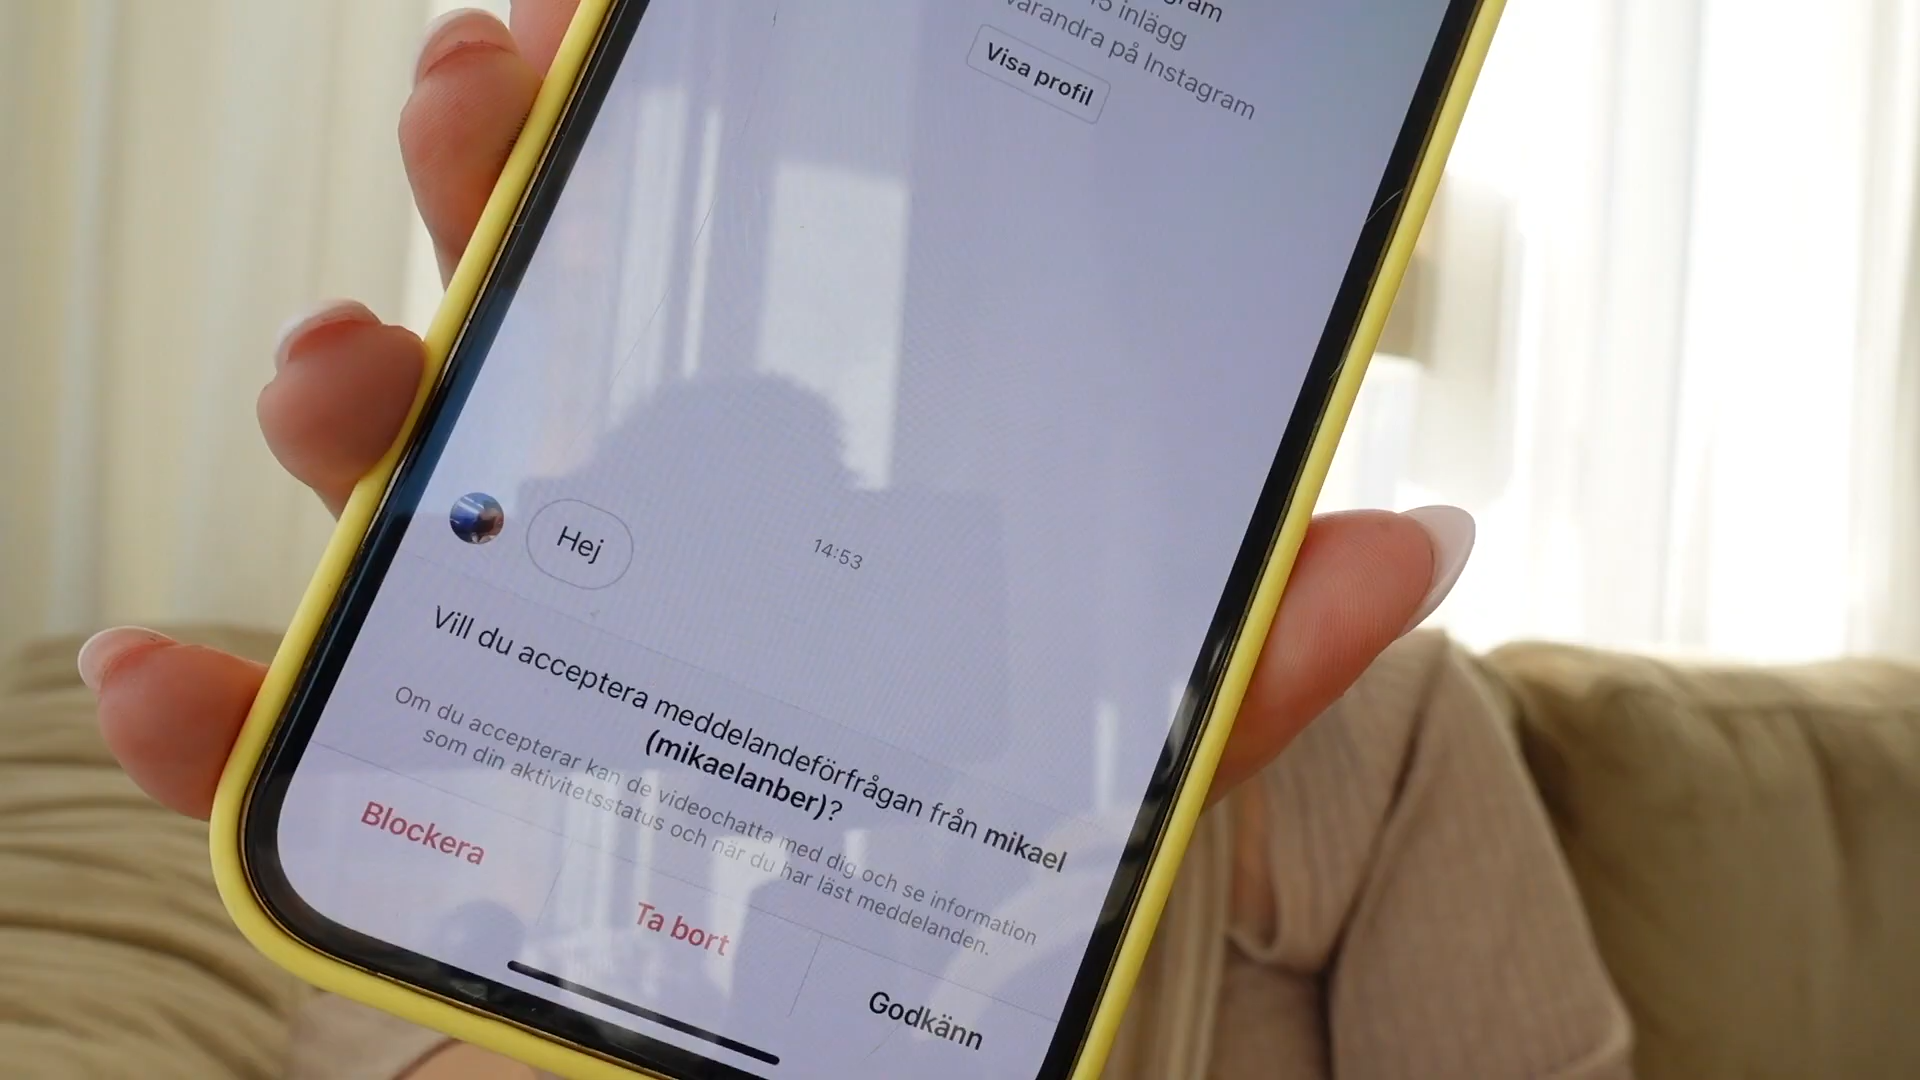 inlägg
varandra på Instagram
Visa profil
Hej
14:53
Vill du acceptera meddelandeförfrågan från mikael
(mikaelanber)?
Om du accepterar kan de videochatta med dig och se information
som din aktivitetsstatus och när du har läst meddelanden.
Blockera
Ta bort
Godkänn